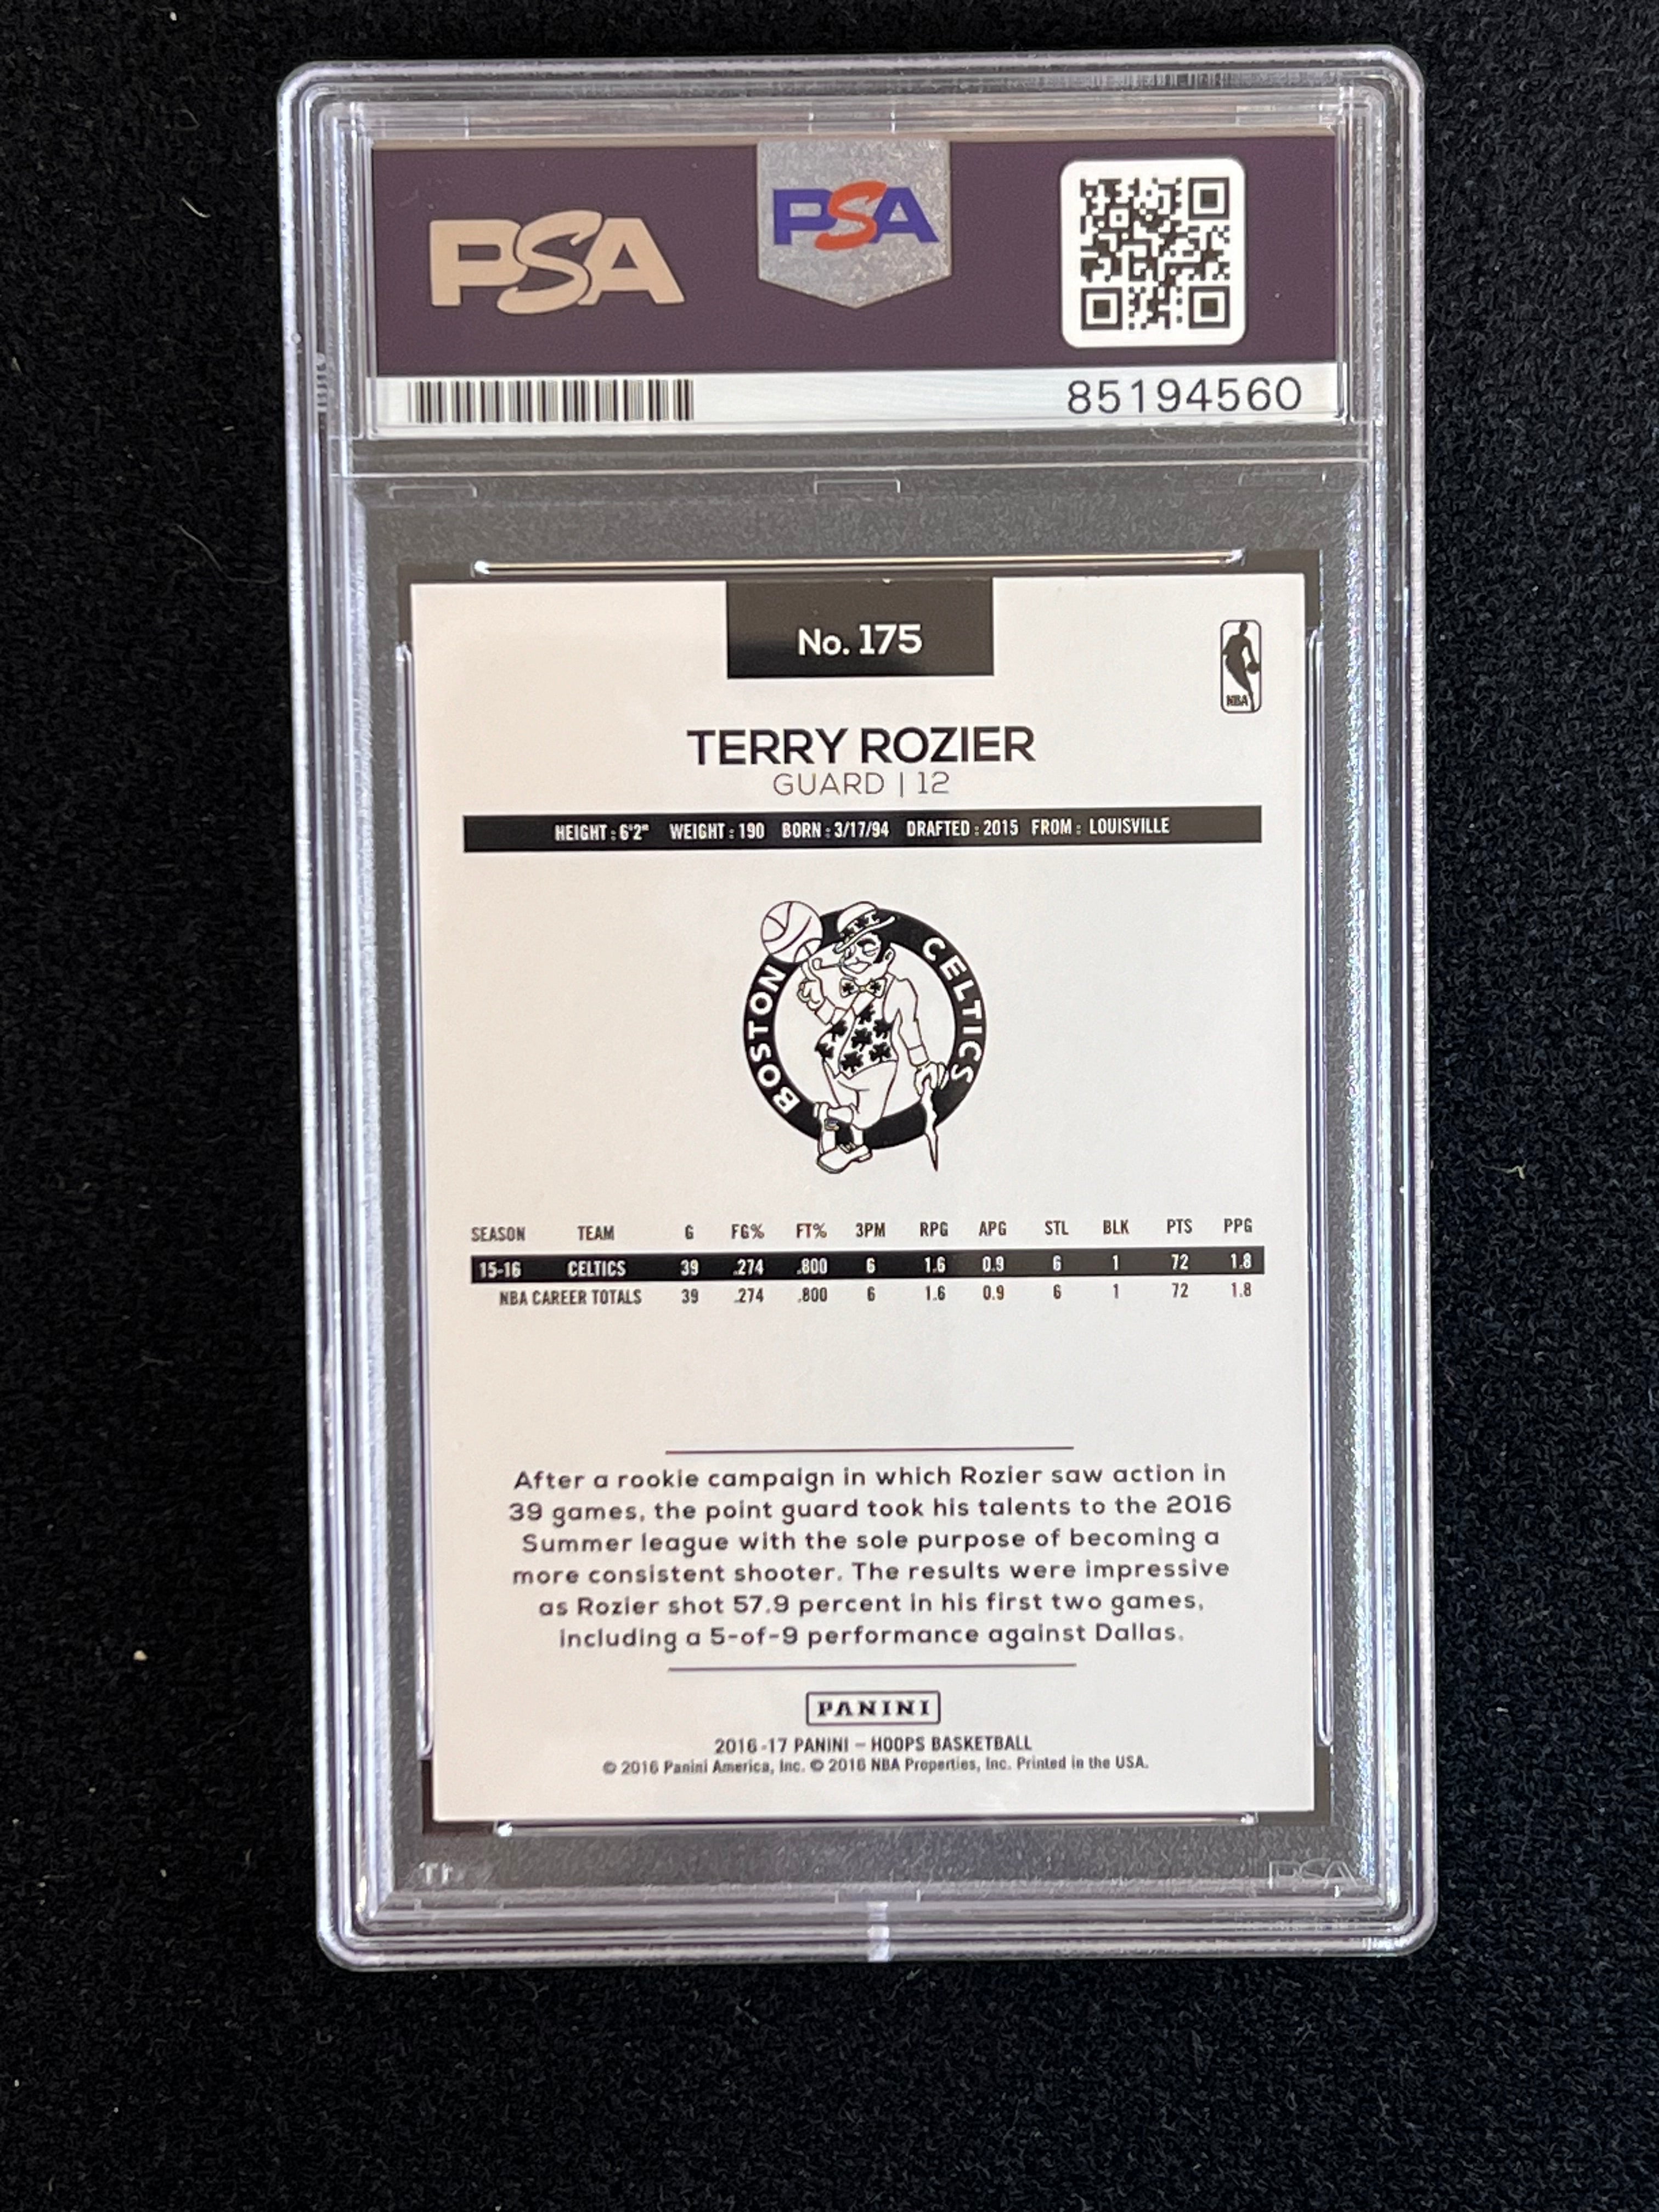 PSA
PSA
85194560
No. 175
NBA
TERRY ROZIER
GUARD | 12
HEIGHT : 6'2" WEIGHT : 190 BORN : 3/17/94 DRAFTED : 2015 FROM : LOUISVILLE
BOSTON CELTICS
SEASON TEAM G FG% FT% 3PM RPG APG STL BLK PTS PPG
15-16 CELTICS 39 .274 .800 6 1.6 0.9 6 1 72 1.8
NBA CAREER TOTALS 39 .274 .800 6 1.6 0.9 6 1 72 1.8
After a rookie campaign in which Rozier saw action in
39 games, the point guard took his talents to the 2016
Summer league with the sole purpose of becoming a
more consistent shooter. The results were impressive
as Rozier shot 57.9 percent in his first two games,
including a 5-of-9 performance against Dallas.
PANINI
2016-17 PANINI – HOOPS BASKETBALL
© 2016 Panini America, Inc. © 2016 NBA Properties, Inc. Printed in the USA.
PSA